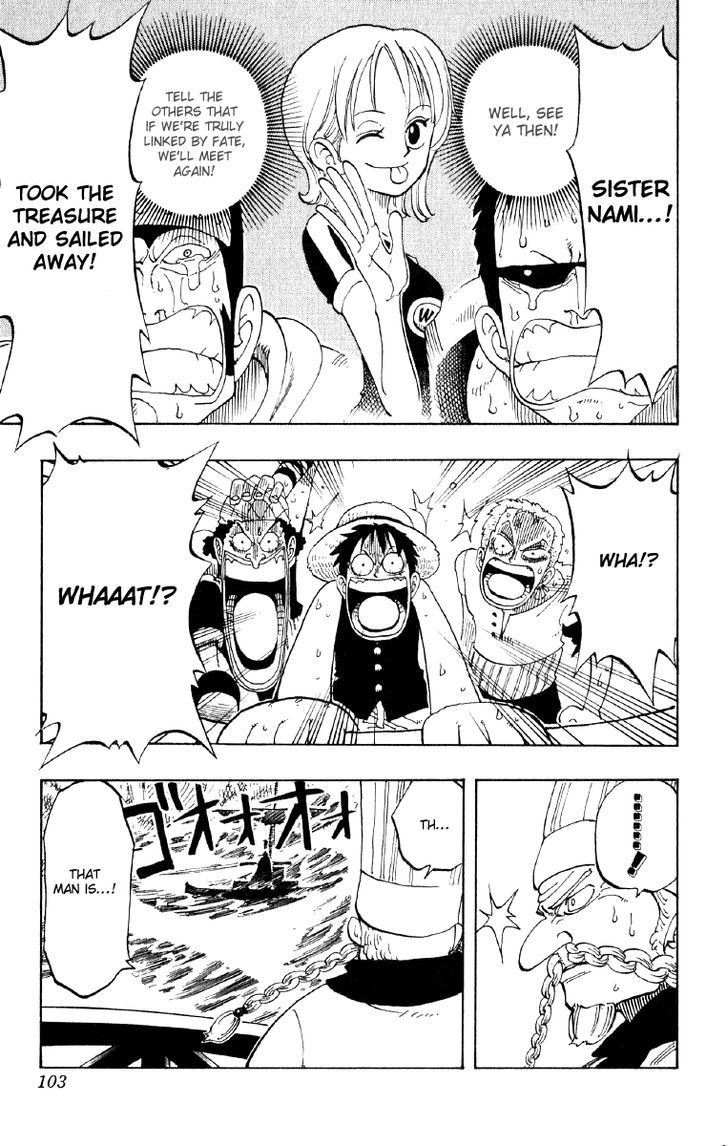 SISTER
NAMI...!
WELL, SEE
YA THEN!
W
TELL THE
OTHERS THAT
IF WE'RE TRULY
LINKED BY FATE,
WE'LL MEET
AGAIN!
TOOK THE
TREASURE
AND SAILED
AWAY!
WHA!?
WHAAAT!?
......!
TH...
ゴオオオオ
THAT
MAN IS...!
103